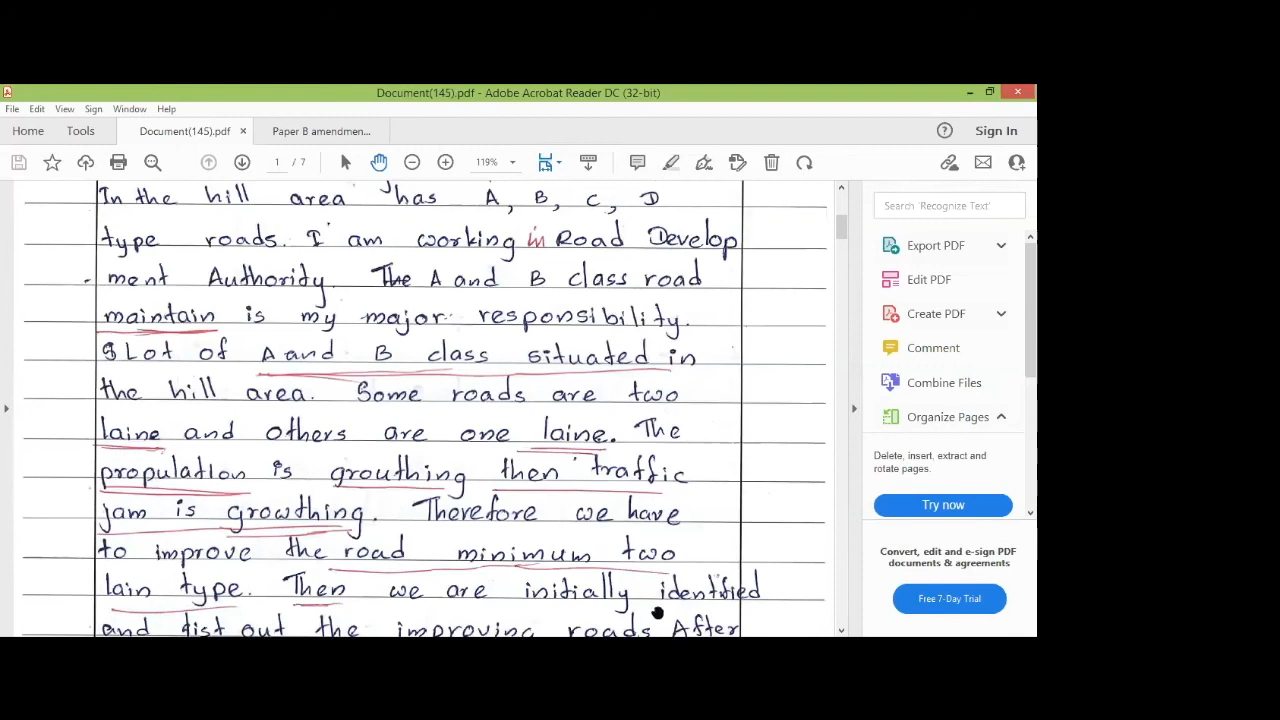 Document(145).pdf - Adobe Acrobat Reader DC (32-bit)
File Edit View Sign Window Help
Home Tools Document(145).pdf × Paper B amendmen... Sign In
1 / 7 119%
In the hill area has A, B, C, D
type roads. I am working in Road Develop
- ment Authority. The A and B class road
maintain is my major responsibility.
Lot of A and B class situated in
the hill area. Some roads are two
laine and others are one laine. The
propulation is grouthing then traffic
jam is growthing. Therefore we have
to improve the road minimum two
lain type. Then we are initially identified
and list out the improving roads After
Search 'Recognize Text'
Export PDF
Edit PDF
Create PDF
Comment
Combine Files
Organize Pages
Delete, insert, extract and
rotate pages.
Try now
Convert, edit and e-sign PDF
documents & agreements
Free 7-Day Trial